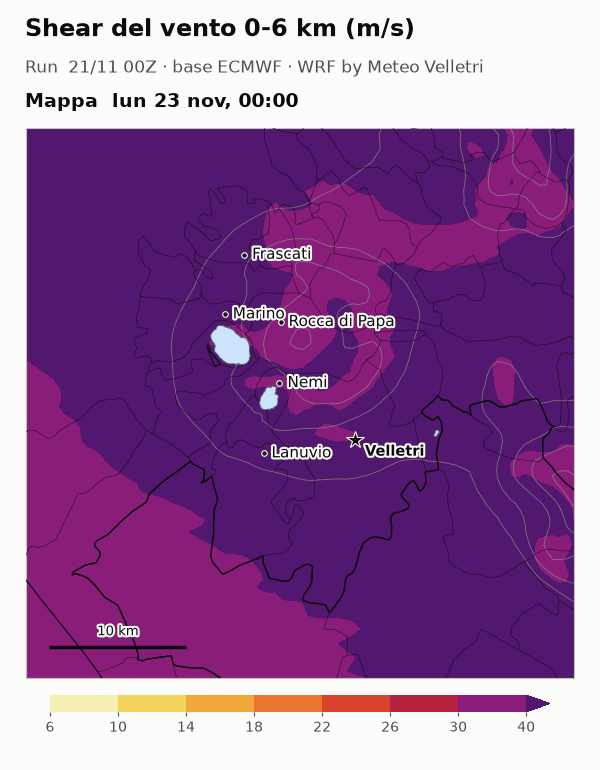 Shear del vento 0-6 km (m/s)
Run  21/11 00Z · base ECMWF · WRF by Meteo Velletri
Mappa  lun 23 nov, 00:00
Frascati
Marino
Rocca di Papa
Nemi
Velletri
Lanuvio
10 km
6 10 14 18 22 26 30 40